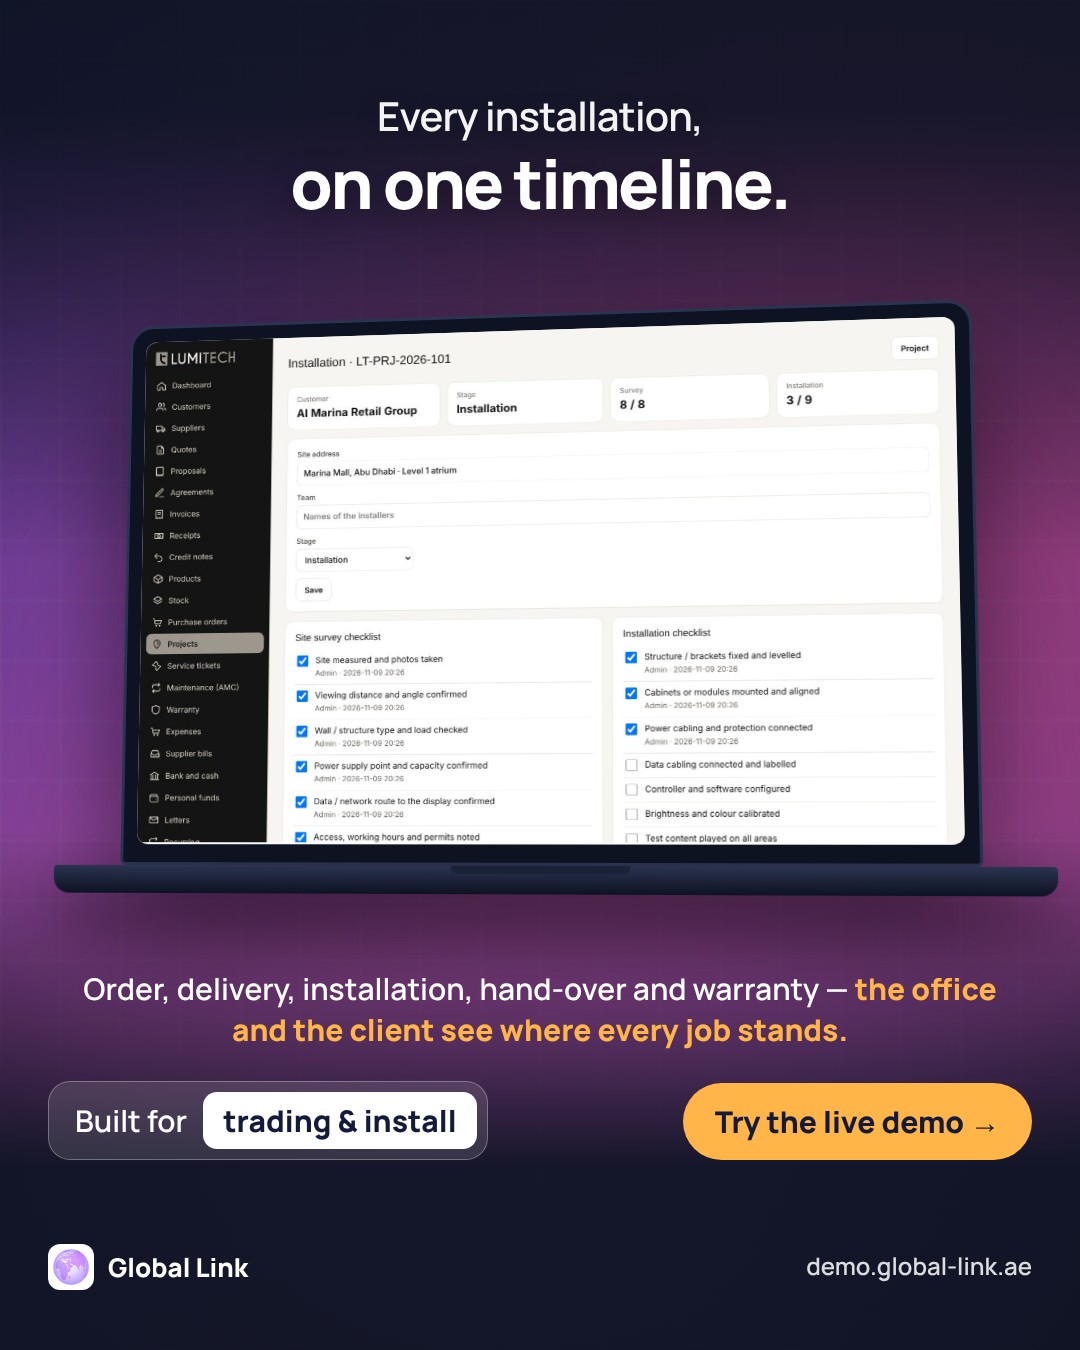 Every installation,
on one timeline.
LUMITECH
Dashboard
Customers
Suppliers
Quotes
Proposals
Agreements
Invoices
Receipts
Credit notes
Products
Stock
Purchase orders
Projects
Service tickets
Maintenance (AMC)
Warranty
Expenses
Supplier bills
Bank and cash
Personal funds
Letters
Installation · LT-PRJ-2026-101
Project
Customer
Al Marina Retail Group
Stage
Installation
Survey
8 / 8
Installation
3 / 9
Site address
Marina Mall, Abu Dhabi - Level 1 atrium
Team
Names of the installers
Stage
Installation
Save
Site survey checklist
Site measured and photos taken
Admin · 2026-11-09 20:26
Viewing distance and angle confirmed
Admin · 2026-11-09 20:26
Wall / structure type and load checked
Admin · 2026-11-09 20:26
Power supply point and capacity confirmed
Admin · 2026-11-09 20:26
Data / network route to the display confirmed
Admin · 2026-11-09 20:26
Access, working hours and permits noted
Installation checklist
Structure / brackets fixed and levelled
Admin · 2026-11-09 20:26
Cabinets or modules mounted and aligned
Admin · 2026-11-09 20:26
Power cabling and protection connected
Admin · 2026-11-09 20:26
Data cabling connected and labelled
Controller and software configured
Brightness and colour calibrated
Test content played on all areas
Order, delivery, installation, hand-over and warranty — the office
and the client see where every job stands.
Built for trading & install
Try the live demo →
Global Link
demo.global-link.ae